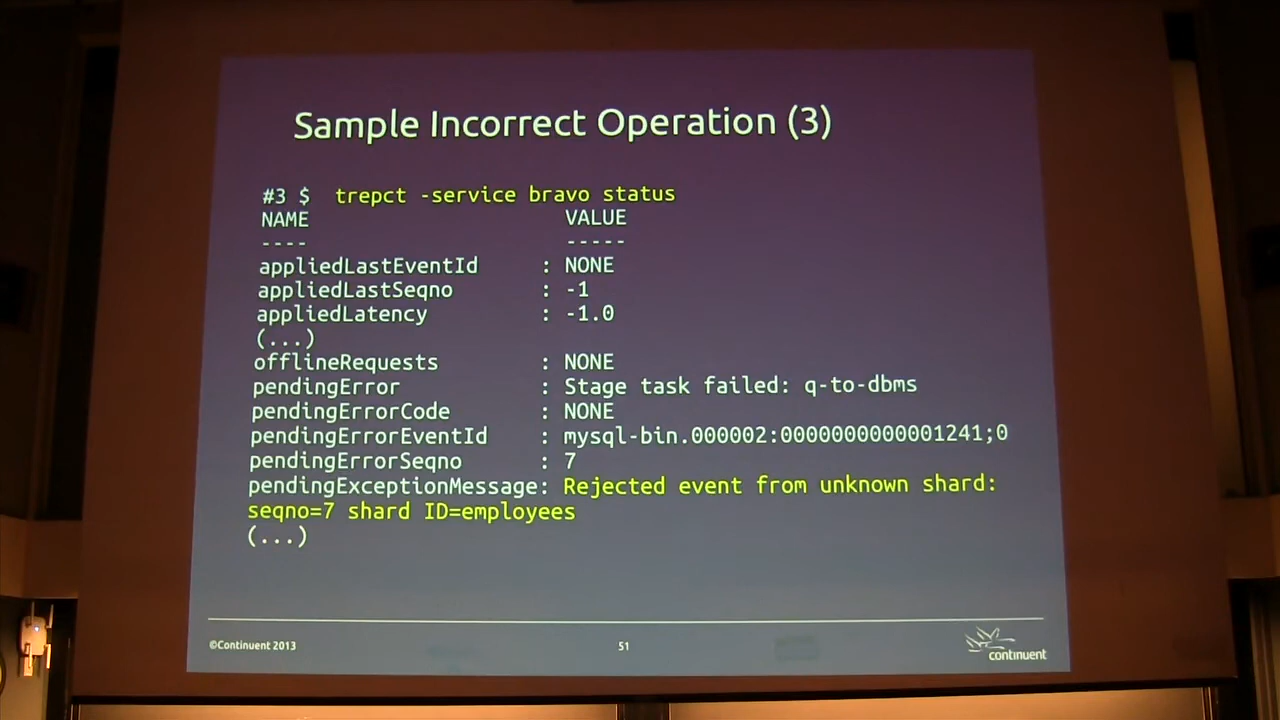 Sample Incorrect Operation (3)
#3 $ trepct -service bravo status
NAME VALUE
---- -----
appliedLastEventId : NONE
appliedLastSeqno : -1
appliedLatency : -1.0
(...)
offlineRequests : NONE
pendingError : Stage task failed: q-to-dbms
pendingErrorCode : NONE
pendingErrorEventId : mysql-bin.000002:0000000000001241;0
pendingErrorSeqno : 7
pendingExceptionMessage: Rejected event from unknown shard:
seqno=7 shard ID=employees
(...)
©Continuent 2013
51
continuent